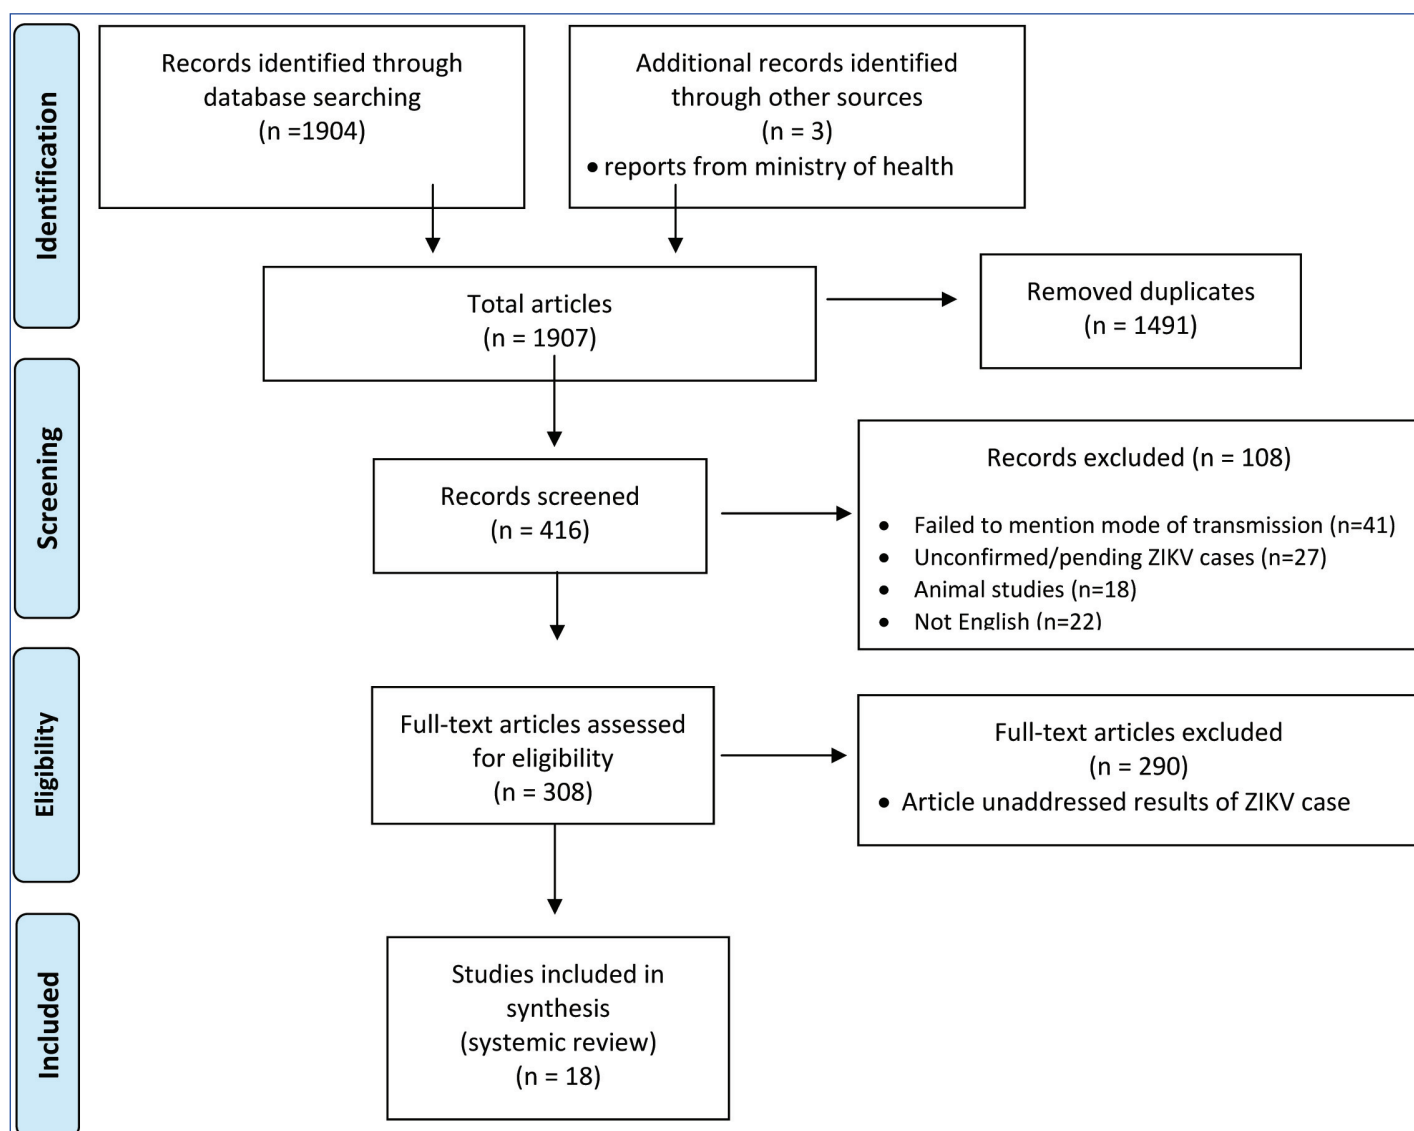 Identification
Records identified through
database searching
(n =1904)
Additional records identified
through other sources
(n = 3)
• reports from ministry of health
Total articles
(n = 1907)
Removed duplicates
(n = 1491)
Screening
Records screened
(n = 416)
Records excluded (n = 108)
• Failed to mention mode of transmission (n=41)
• Unconfirmed/pending ZIKV cases (n=27)
• Animal studies (n=18)
• Not English (n=22)
Eligibility
Full-text articles assessed
for eligibility
(n = 308)
Full-text articles excluded
(n = 290)
• Article unaddressed results of ZIKV case
Included
Studies included in
synthesis
(systemic review)
(n = 18)